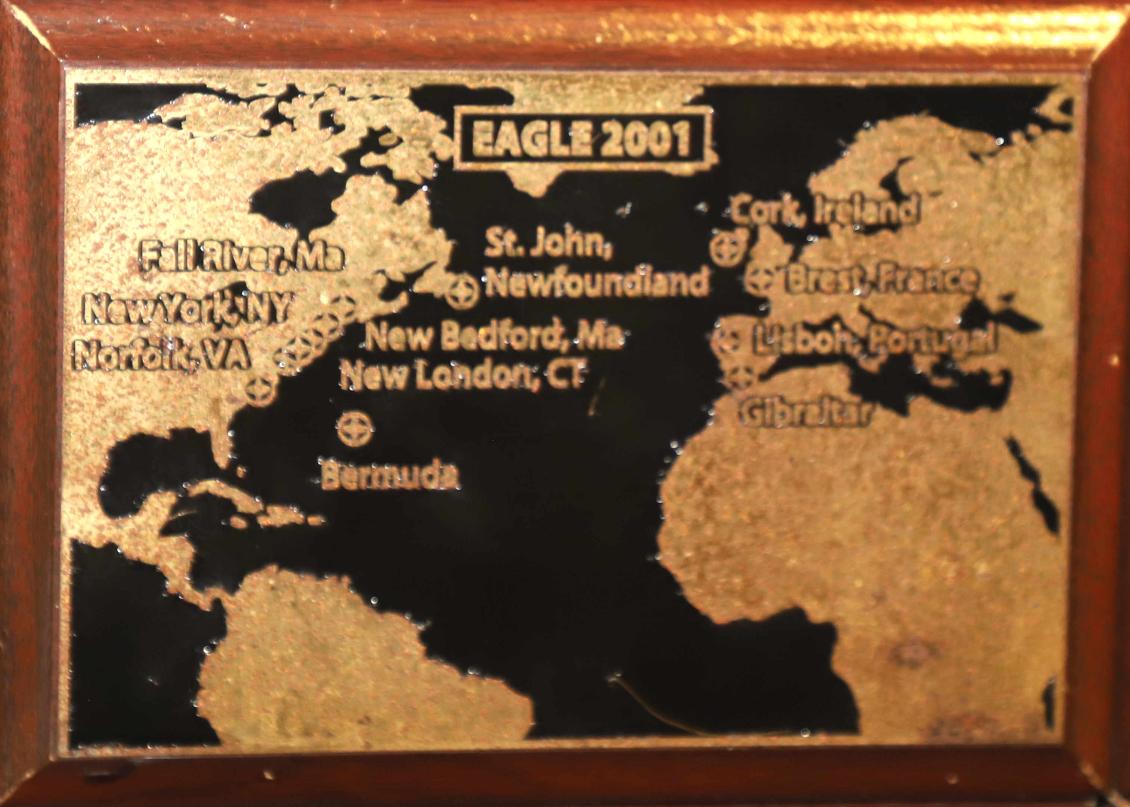 EAGLE 2001
Cork, Ireland
St. John,
Newfoundland
Fall River, Ma
Brest, France
New York, NY
New Bedford, Ma
Lisbon, Portugal
Norfolk, VA
New London, CT
Gibraltar
Bermuda